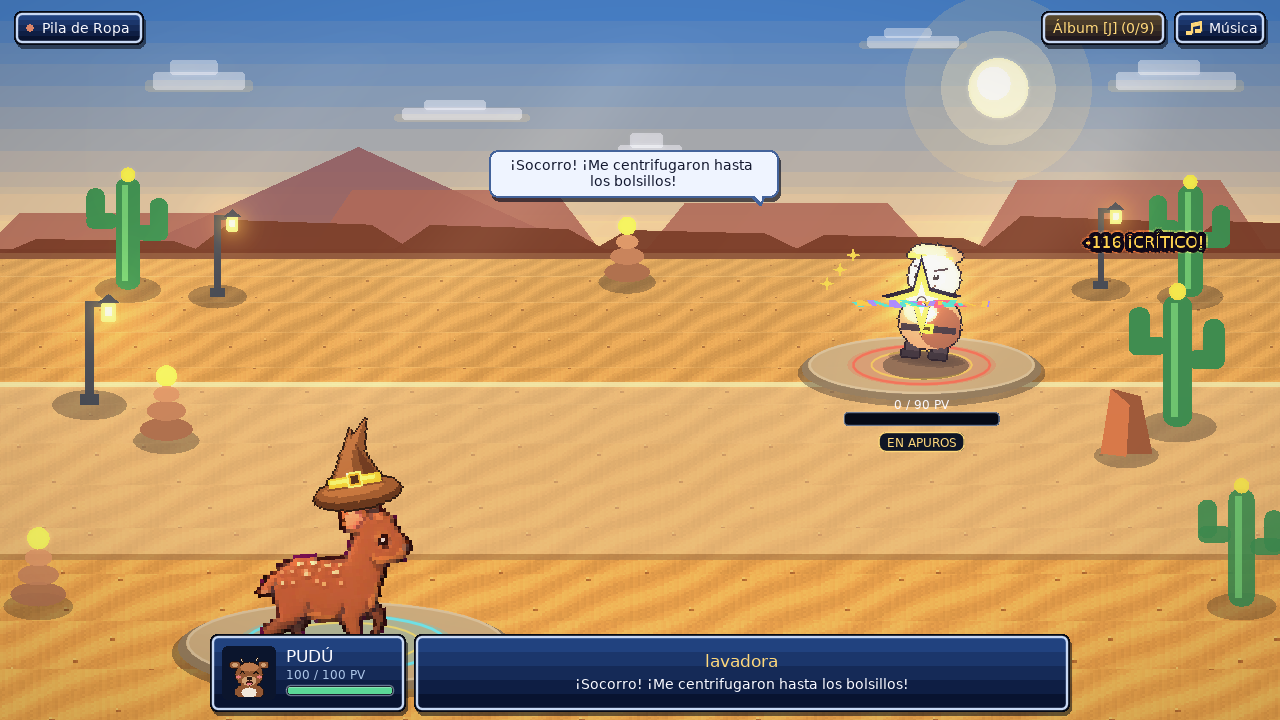 Pila de Ropa
Álbum [J] (0/9)
Música
¡Socorro! ¡Me centrifugaron hasta
los bolsillos!
-116 ¡CRÍTICO!
0 / 90 PV
EN APUROS
PUDÚ
100 / 100 PV
lavadora
¡Socorro! ¡Me centrifugaron hasta los bolsillos!